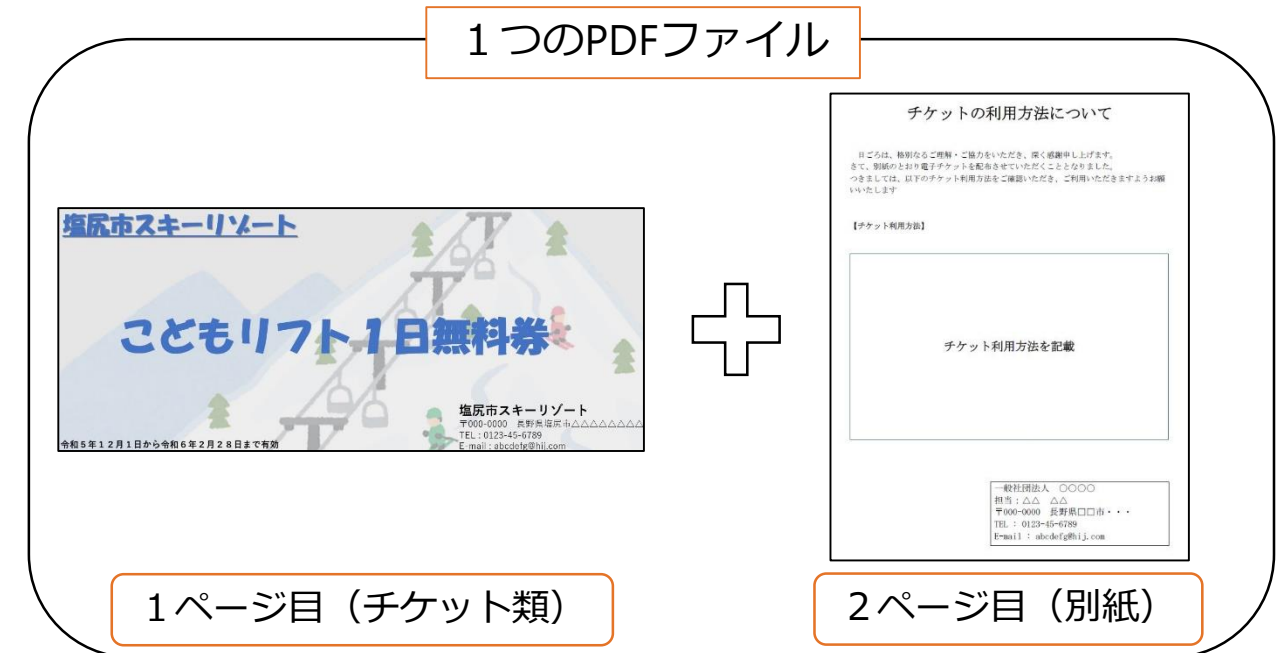 １つのPDFファイル
塩尻市スキーリゾート
こどもリフト１日無料券
塩尻市スキーリゾート
〒000-0000　長野県塩尻市△△△△△△△△
TEL：0123-45-6789
E-mail：abcdefg@hij.com
令和５年１２月１日から令和６年２月２８日まで有効
１ページ目（チケット類）
チケットの利用方法について
日ごろは、格別なるご理解・ご協力をいただき、深く感謝申し上げます。
さて、別紙のとおり電子チケットを配布させていただくこととなりました。
つきましては、以下のチケット利用方法をご確認いただき、ご利用いただきますようお願
いいたします
【チケット利用方法】
チケット利用方法を記載
一般社団法人　○○○○
担当：△△　△△
〒000-0000　長野県□□市・・・
TEL：0123-45-6789
E-mail：abcdefg@hij.com
２ページ目（別紙）